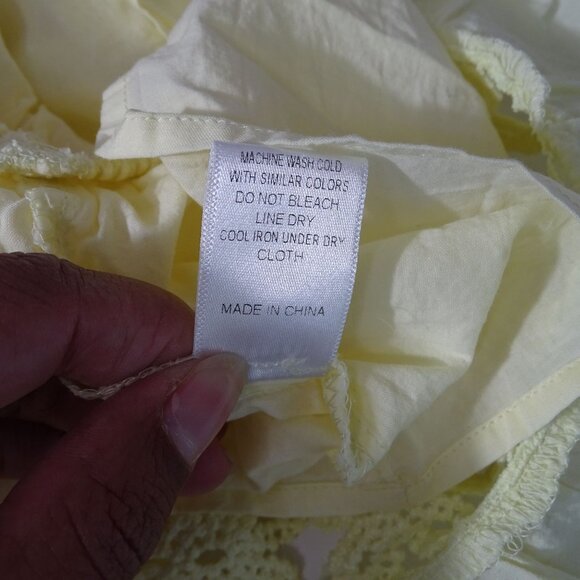 MACHINE WASH COLD
WITH SIMILAR COLORS
DO NOT BLEACH
LINE DRY
COOL IRON UNDER DRY
CLOTH
MADE IN CHINA